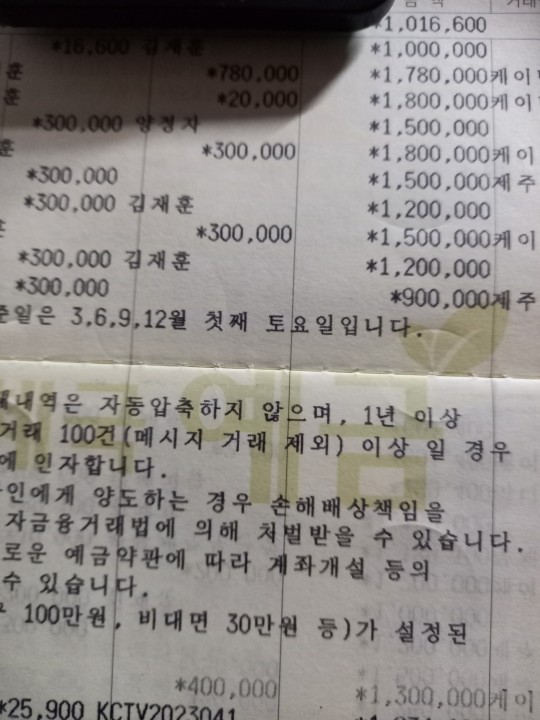 *1,016,600
*16,600 김재훈 *1,000,000
훈 *780,000 *1,780,000케이
훈 *20,000 *1,800,000케이
*300,000 양정자 *1,500,000
훈 *300,000 *1,800,000케이
*300,000 *1,500,000제주
*300,000 김재훈 *1,200,000
*300,000 *1,500,000케이
*300,000 김재훈 *1,200,000
*300,000 *900,000제주
준일은 3,6,9,12월 첫째 토요일입니다.
내역은 자동압축하지 않으며, 1년 이상
거래 100건(메시지 거래 제외) 이상 일 경우
에 인자합니다.
인에게 양도하는 경우 손해배상책임을
자금융거래법에 의해 처벌받을 수 있습니다.
로운 예금약관에 따라 계좌개설 등의
수 있습니다.
100만원, 비대면 30만원 등)가 설정된
*400,000 *1,300,000케이
*25,900 KCTV202304
예금